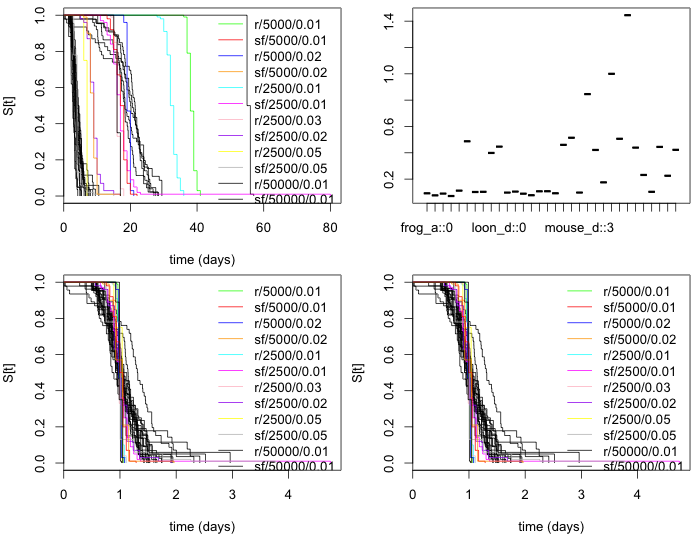 S[t]
0.0 0.2 0.4 0.6 0.8 1.0
r/5000/0.01
sf/5000/0.01
r/5000/0.02
sf/5000/0.02
r/2500/0.01
sf/2500/0.01
r/2500/0.03
sf/2500/0.02
r/2500/0.05
sf/2500/0.05
r/50000/0.01
sf/50000/0.01
0 20 40 60 80
time (days)
0.2 0.6 1.0 1.4
frog_a::0 loon_d::0 mouse_d::3
S[t]
0.0 0.2 0.4 0.6 0.8 1.0
r/5000/0.01
sf/5000/0.01
r/5000/0.02
sf/5000/0.02
r/2500/0.01
sf/2500/0.01
r/2500/0.03
sf/2500/0.02
r/2500/0.05
sf/2500/0.05
r/50000/0.01
sf/50000/0.01
0 1 2 3 4
time (days)
S[t]
0.0 0.2 0.4 0.6 0.8 1.0
r/5000/0.01
sf/5000/0.01
r/5000/0.02
sf/5000/0.02
r/2500/0.01
sf/2500/0.01
r/2500/0.03
sf/2500/0.02
r/2500/0.05
sf/2500/0.05
r/50000/0.01
sf/50000/0.01
0 1 2 3 4
time (days)